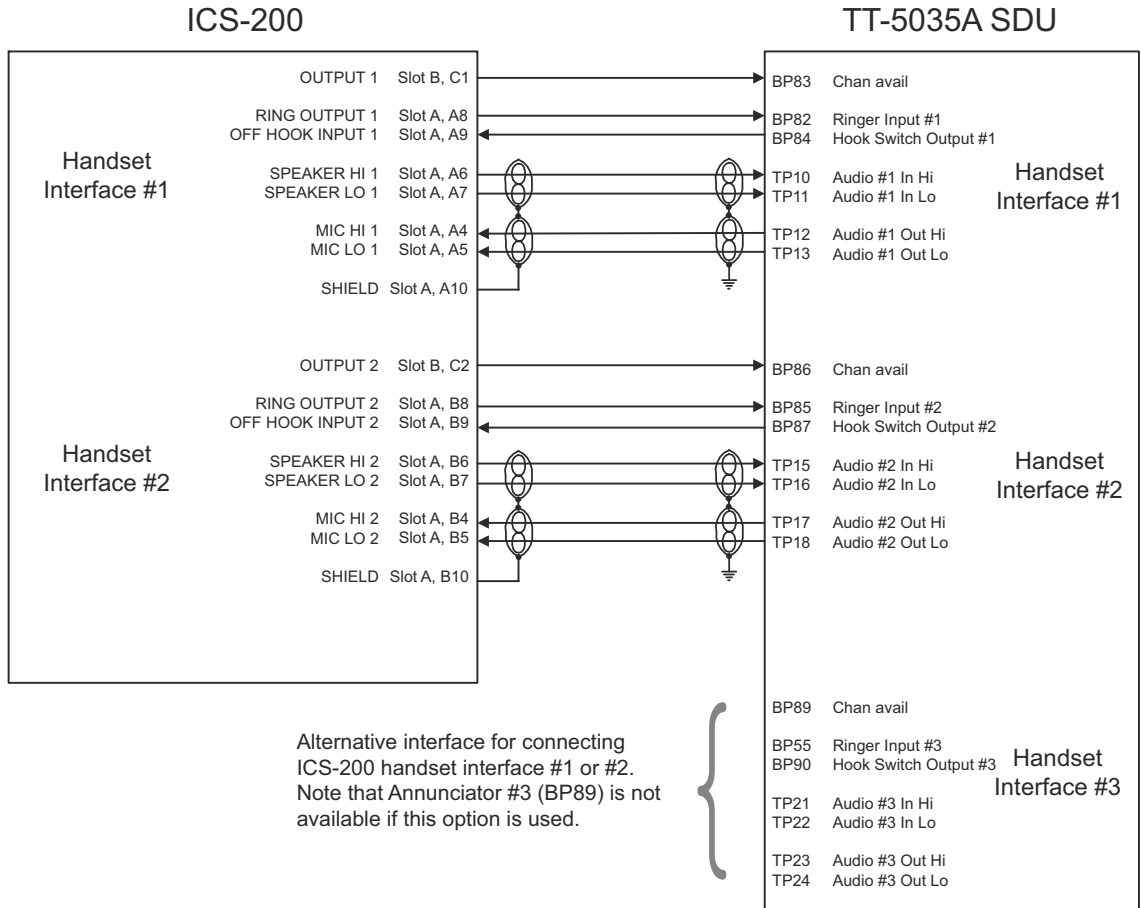 ICS-200
TT-5035A SDU
OUTPUT 1 Slot B, C1
BP83 Chan avail
RING OUTPUT 1 Slot A, A8
BP82 Ringer Input #1
OFF HOOK INPUT 1 Slot A, A9
BP84 Hook Switch Output #1
Handset
Interface #1
SPEAKER HI 1 Slot A, A6
TP10 Audio #1 In Hi
SPEAKER LO 1 Slot A, A7
TP11 Audio #1 In Lo
Handset
Interface #1
MIC HI 1 Slot A, A4
TP12 Audio #1 Out Hi
MIC LO 1 Slot A, A5
TP13 Audio #1 Out Lo
SHIELD Slot A, A10
OUTPUT 2 Slot B, C2
BP86 Chan avail
RING OUTPUT 2 Slot A, B8
BP85 Ringer Input #2
OFF HOOK INPUT 2 Slot A, B9
BP87 Hook Switch Output #2
Handset
Interface #2
SPEAKER HI 2 Slot A, B6
TP15 Audio #2 In Hi
SPEAKER LO 2 Slot A, B7
TP16 Audio #2 In Lo
Handset
Interface #2
MIC HI 2 Slot A, B4
TP17 Audio #2 Out Hi
MIC LO 2 Slot A, B5
TP18 Audio #2 Out Lo
SHIELD Slot A, B10
Alternative interface for connecting
ICS-200 handset interface #1 or #2.
Note that Annunciator #3 (BP89) is not
available if this option is used.
BP89 Chan avail
BP55 Ringer Input #3
BP90 Hook Switch Output #3
Handset
Interface #3
TP21 Audio #3 In Hi
TP22 Audio #3 In Lo
TP23 Audio #3 Out Hi
TP24 Audio #3 Out Lo